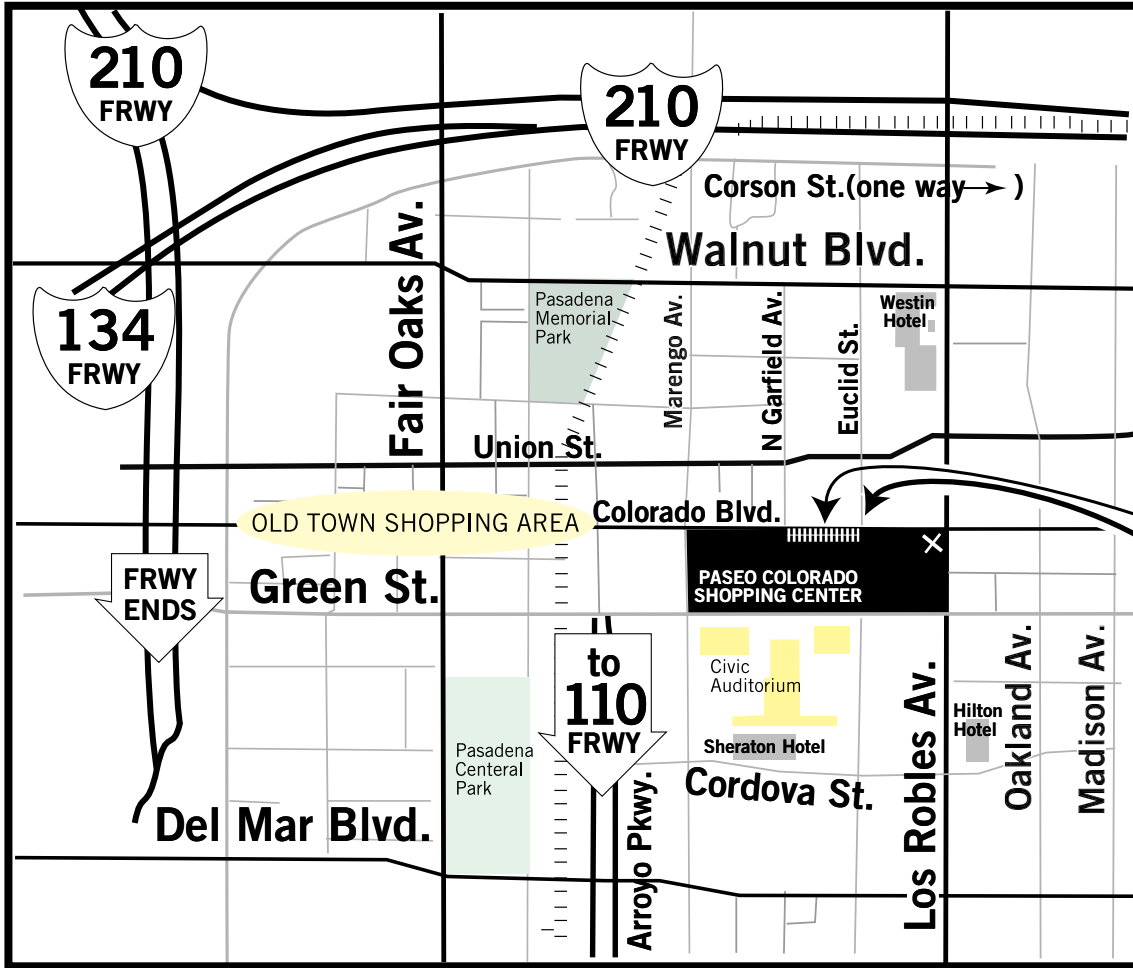 210
FRWY
210
FRWY
Corson St.(one way → )
Walnut Blvd.
Fair Oaks Av.
134
FRWY
Pasadena
Memorial
Park
Marengo Av.
N Garfield Av.
Euclid St.
Westin
Hotel
Union St.
OLD TOWN SHOPPING AREA
Colorado Blvd.
FRWY
ENDS
Green St.
PASEO COLORADO
SHOPPING CENTER
to
110
FRWY
Civic
Auditorium
Sheraton Hotel
Cordova St.
Los Robles Av.
Hilton
Hotel
Oakland Av.
Madison Av.
Pasadena
Centeral
Park
Del Mar Blvd.
Arroyo Pkwy.